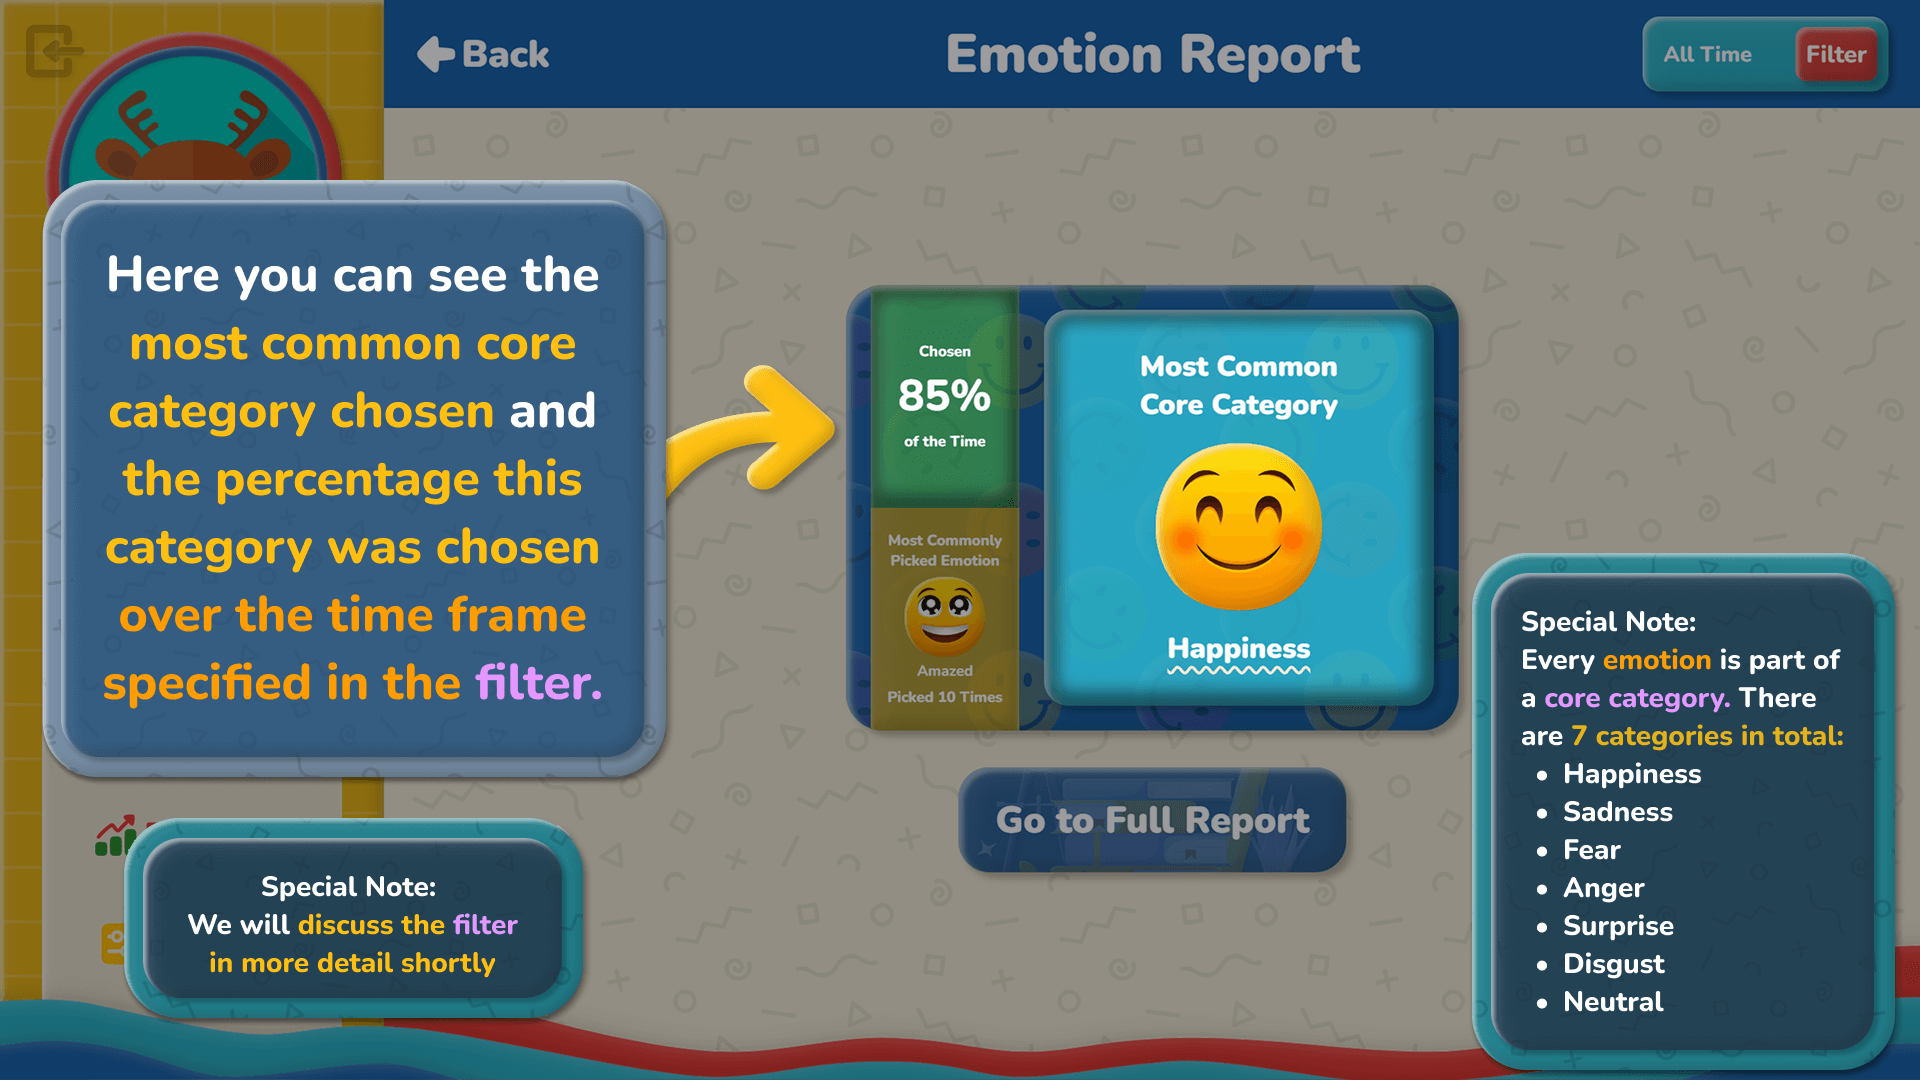 Back
Emotion Report
All Time
Filter
Here you can see the
most common core
category chosen and
the percentage this
category was chosen
over the time frame
specified in the filter.
Chosen
85%
of the Time
Most Commonly
Picked Emotion
Amazed
Picked 10 Times
Most Common
Core Category
Happiness
Go to Full Report
Special Note:
We will discuss the filter
in more detail shortly
Special Note:
Every emotion is part of
a core category. There
are 7 categories in total:
• Happiness
• Sadness
• Fear
• Anger
• Surprise
• Disgust
• Neutral